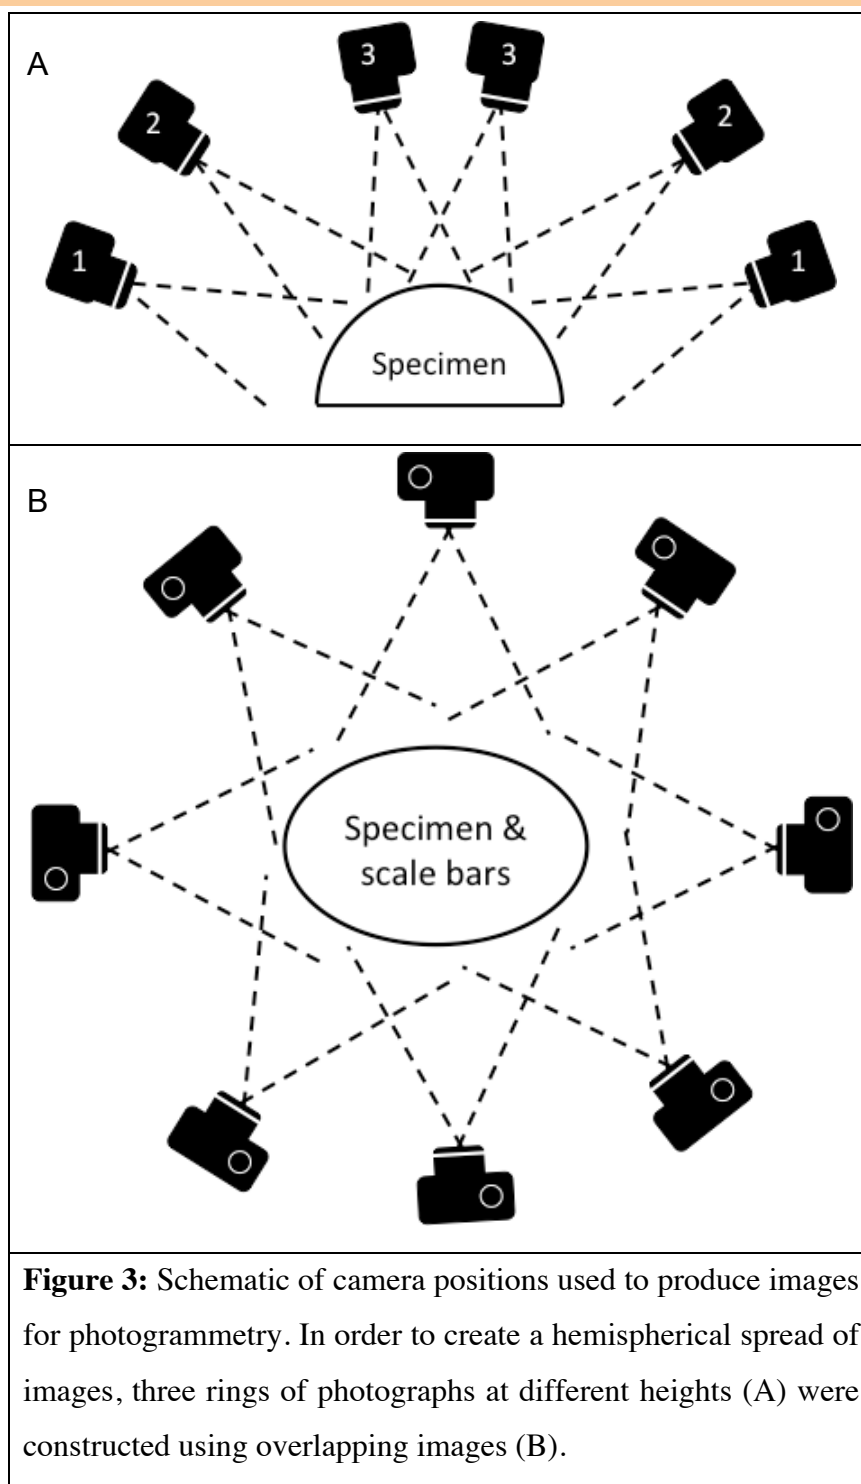 A
3 3
2 2
1 1
Specimen
B
Specimen &
scale bars
Figure 3: Schematic of camera positions used to produce images
for photogrammetry. In order to create a hemispherical spread of
images, three rings of photographs at different heights (A) were
constructed using overlapping images (B).